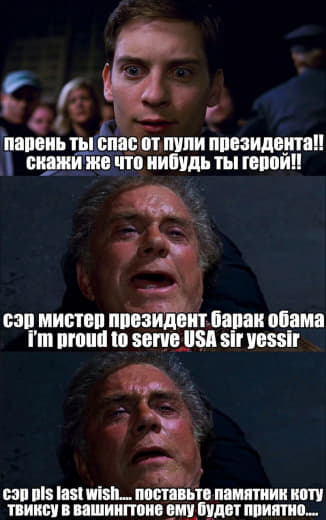 парень ты спас от пули президента!!
скажи же что нибудь ты герой!!
сэр мистер президент барак обама
i'm proud to serve USA sir yessir
сэр pls last wish.... поставьте памятник коту
твиксу в вашингтоне ему будет приятно....